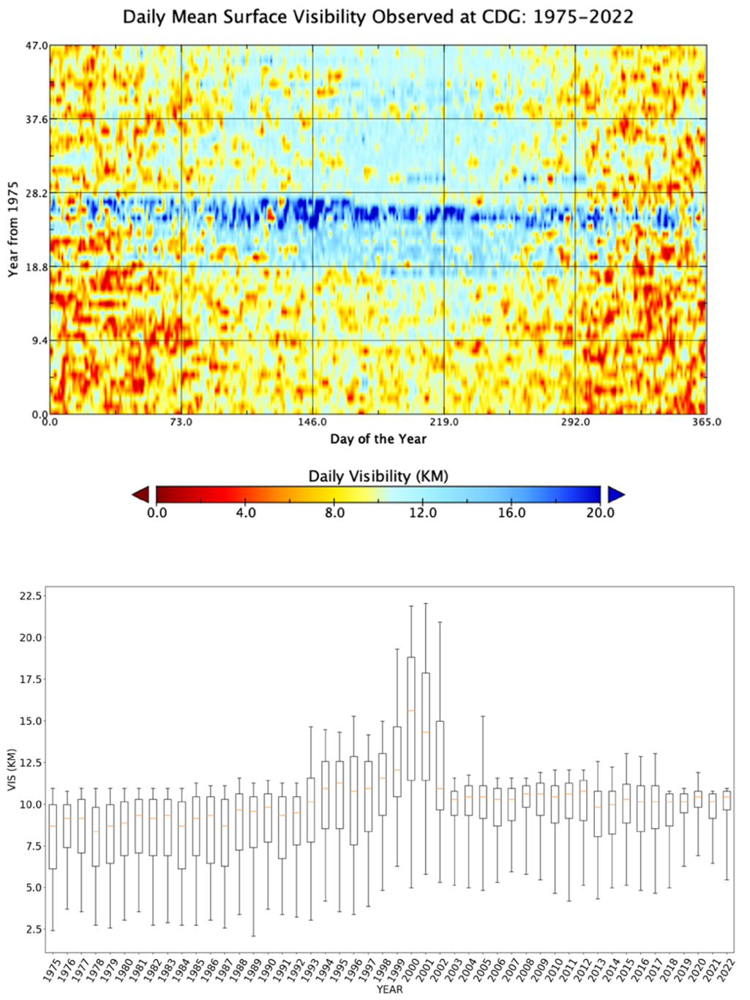 Daily Mean Surface Visibility Observed at CDG: 1975-2022
47.0
37.6
28.2
18.8
9.4
0.0
Year from 1975
0.0 73.0 146.0 219.0 292.0 365.0
Day of the Year
Daily Visibility (KM)
0.0 4.0 8.0 12.0 16.0 20.0
22.5
20.0
17.5
15.0
12.5
10.0
7.5
5.0
2.5
VIS (KM)
1975 1976 1977 1978 1979 1980 1981 1982 1983 1984 1985 1986 1987 1988 1989 1990 1991 1992 1993 1994 1995 1996 1997 1998 1999 2000 2001 2002 2003 2004 2005 2006 2007 2008 2009 2010 2011 2012 2013 2014 2015 2016 2017 2018 2019 2020 2021 2022
YEAR